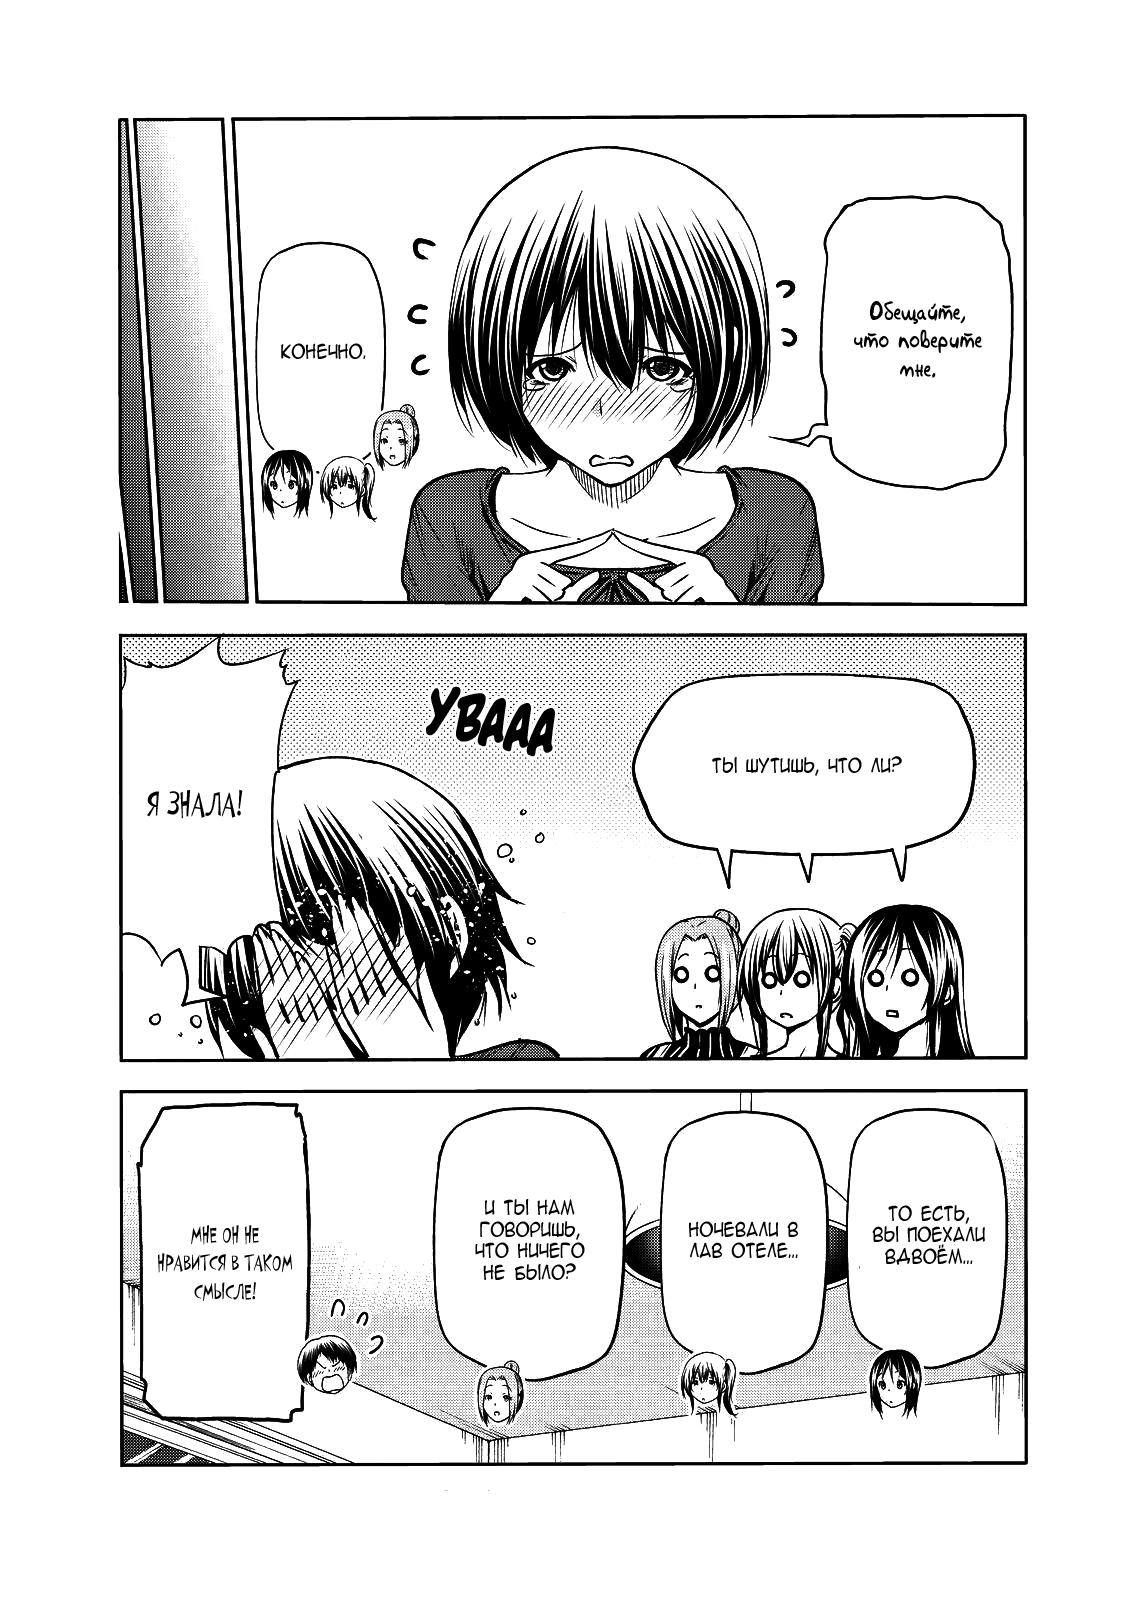 Обещайте,
что поверите
мне.
КОНЕЧНО.
ТЫ ШУТИШЬ, ЧТО ЛИ?
УВААА
Я ЗНАЛА!
ТО ЕСТЬ,
ВЫ ПОЕХАЛИ
ВДВОЁМ...
НОЧЕВАЛИ В
ЛАВ ОТЕЛЕ...
И ТЫ НАМ
ГОВОРИШЬ,
ЧТО НИЧЕГО
НЕ БЫЛО?
МНЕ ОН НЕ
НРАВИТСЯ В ТАКОМ
СМЫСЛЕ!